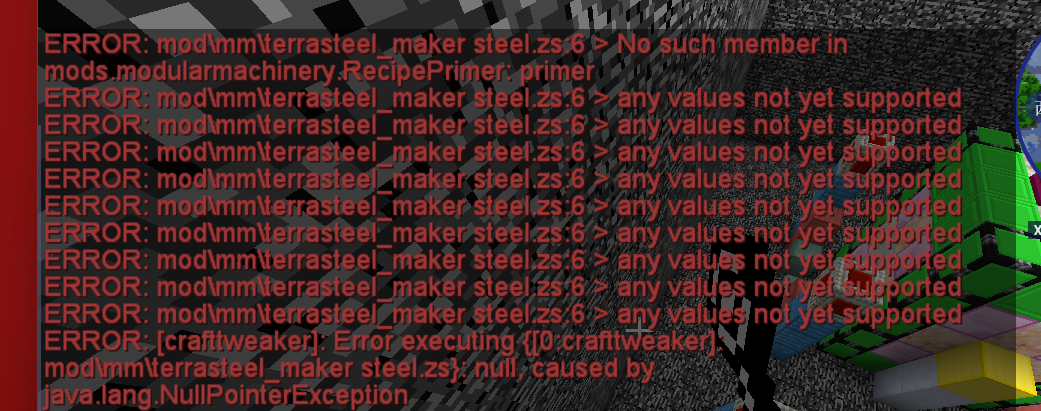 ERROR: mod\mm\terrasteel_maker steel.zs:6 > No such member in
mods.modularmachinery.RecipePrimer: primer
ERROR: mod\mm\terrasteel_maker steel.zs:6 > any values not yet supported
ERROR: mod\mm\terrasteel_maker steel.zs:6 > any values not yet supported
ERROR: mod\mm\terrasteel_maker steel.zs:6 > any values not yet supported
ERROR: mod\mm\terrasteel_maker steel.zs:6 > any values not yet supported
ERROR: mod\mm\terrasteel_maker steel.zs:6 > any values not yet supported
ERROR: mod\mm\terrasteel_maker steel.zs:6 > any values not yet supported
ERROR: mod\mm\terrasteel_maker steel.zs:6 > any values not yet supported
ERROR: mod\mm\terrasteel_maker steel.zs:6 > any values not yet supported
ERROR: mod\mm\terrasteel_maker steel.zs:6 > any values not yet supported
ERROR: [crafttweaker]: Error executing {[0:crafttweaker]:
mod\mm\terrasteel_maker steel.zs}: null, caused by
java.lang.NullPointerException